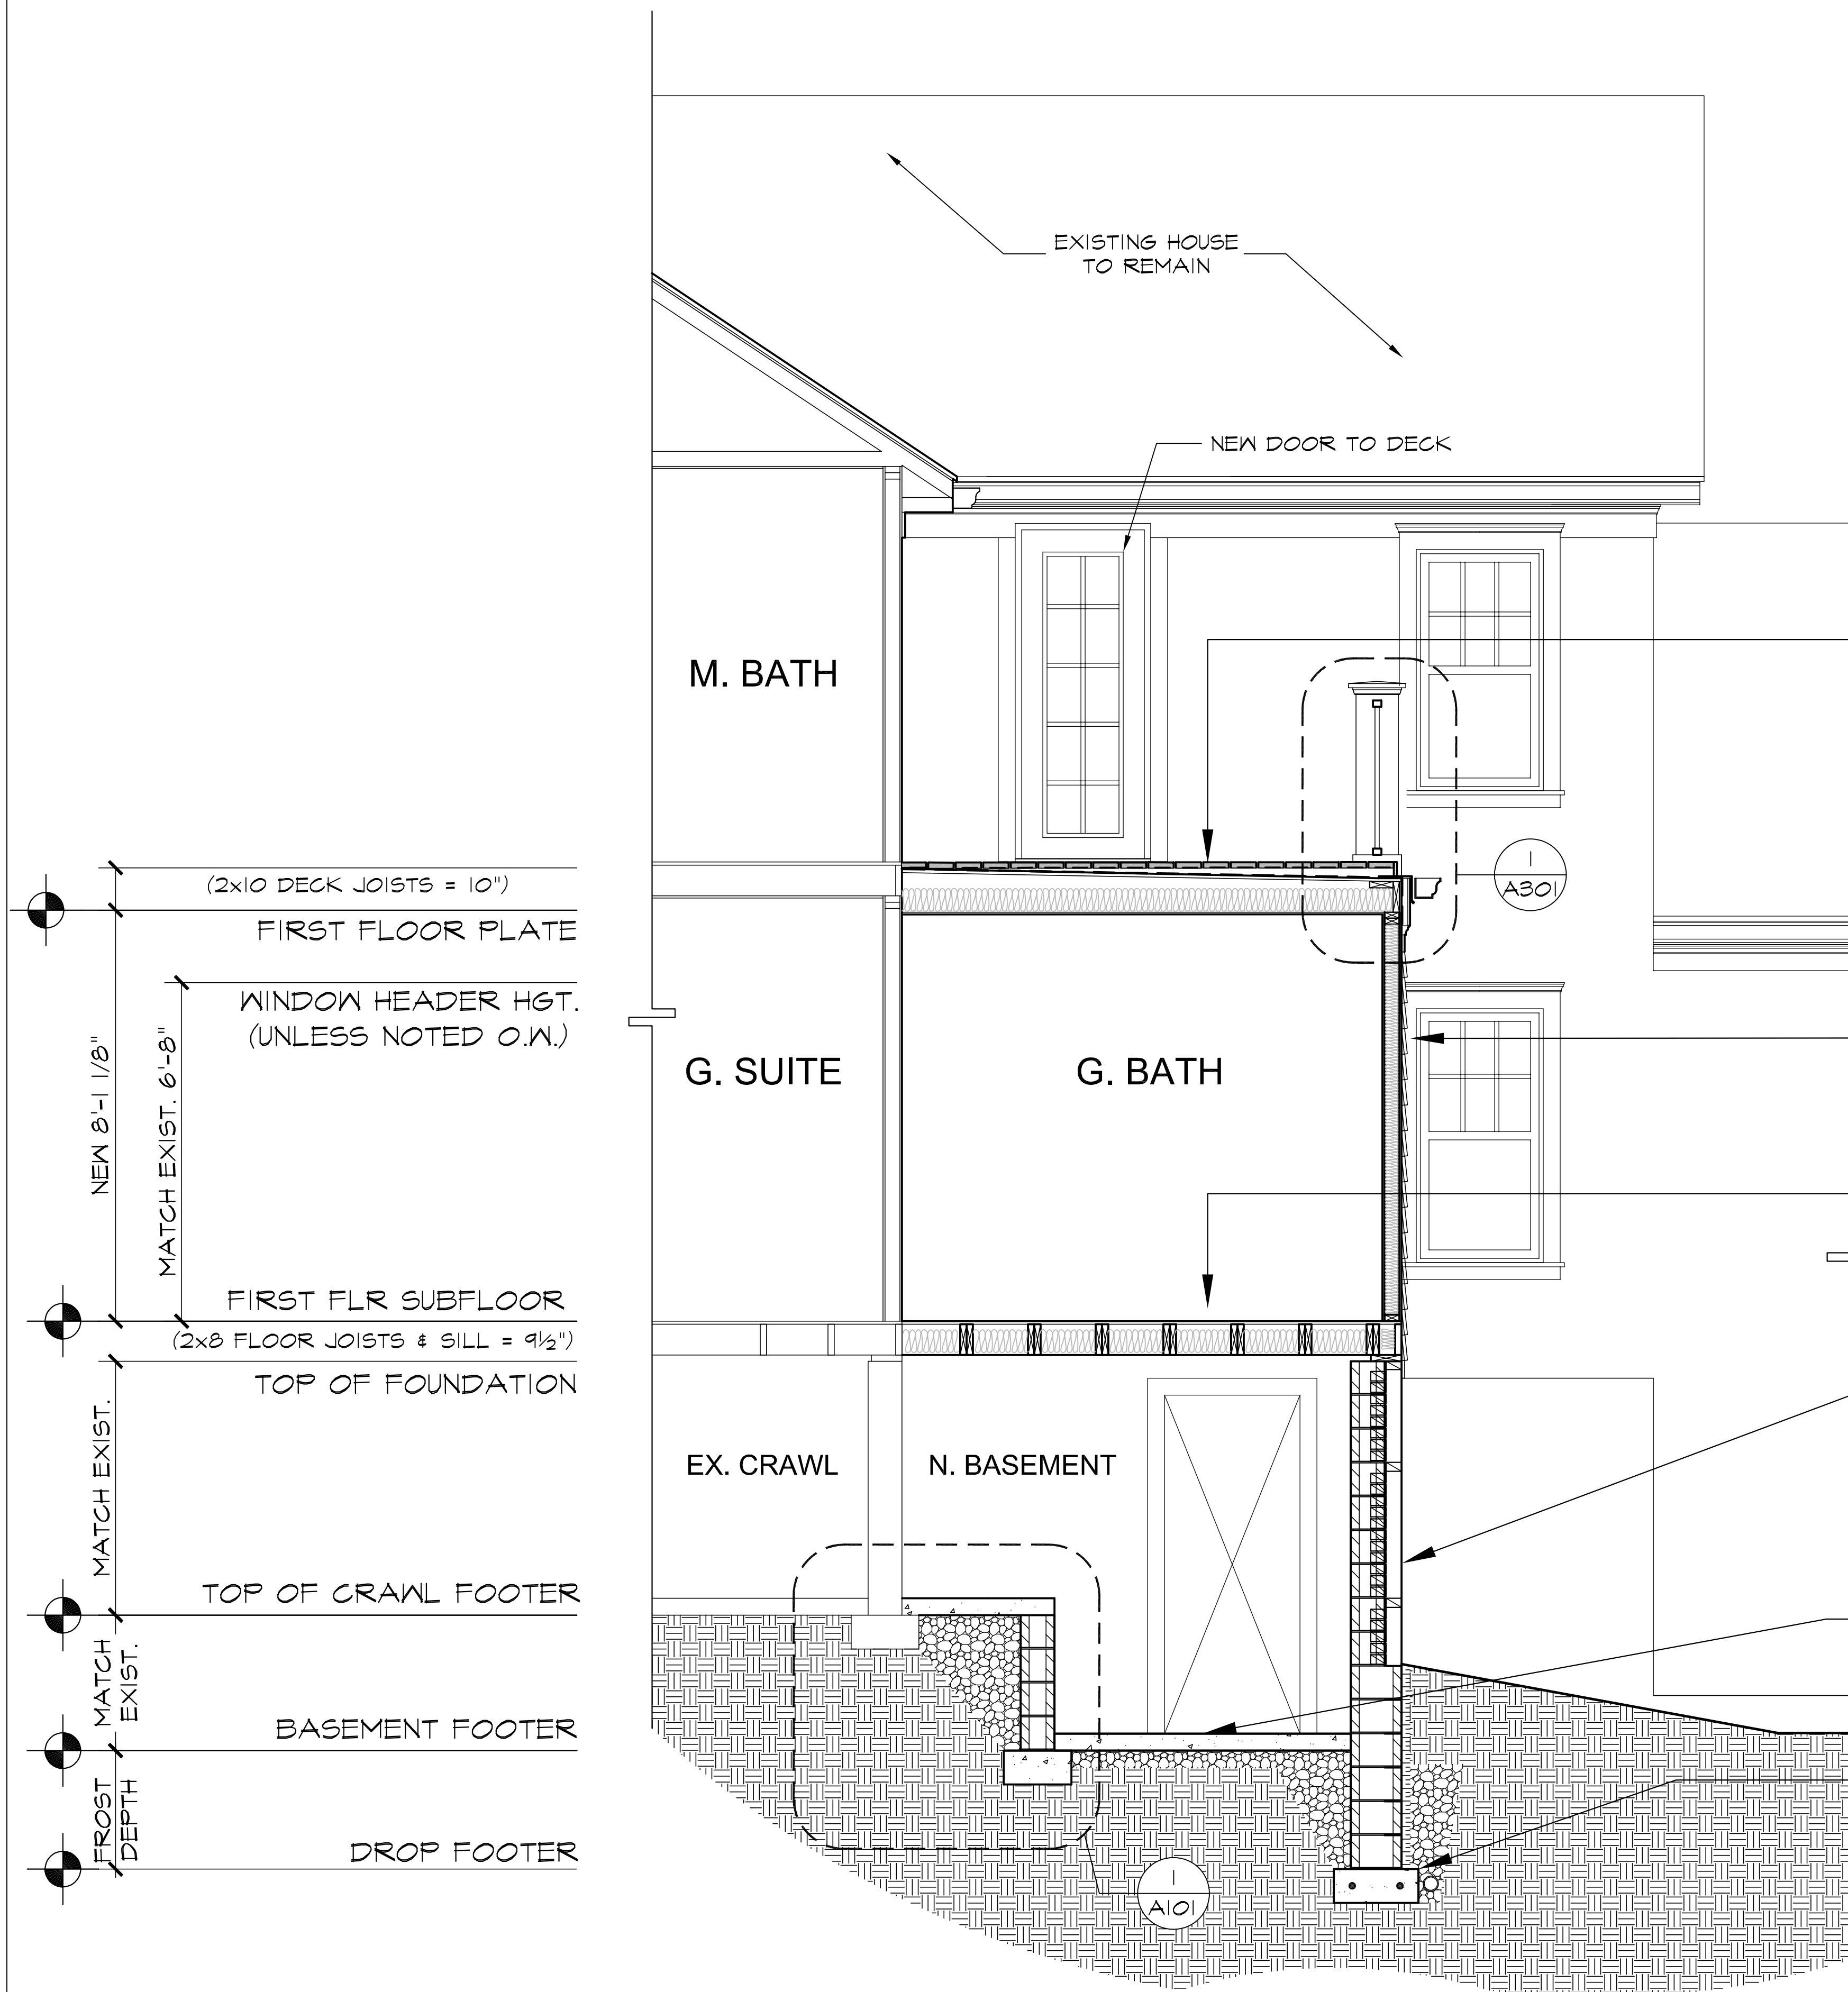 EXISTING HOUSE
TO REMAIN
NEW DOOR TO DECK
M. BATH
(2x10 DECK JOISTS = 10")
1
A301
FIRST FLOOR PLATE
WINDOW HEADER HGT.
(UNLESS NOTED O.W.)
NEW 8'-1 1/8"
MATCH EXIST. 6'-8"
G. SUITE
G. BATH
FIRST FLR SUBFLOOR
(2x8 FLOOR JOISTS & SILL = 9½")
TOP OF FOUNDATION
MATCH EXIST.
EX. CRAWL
N. BASEMENT
TOP OF CRAWL FOOTER
MATCH
EXIST.
BASEMENT FOOTER
FROST
DEPTH
DROP FOOTER
1
A101